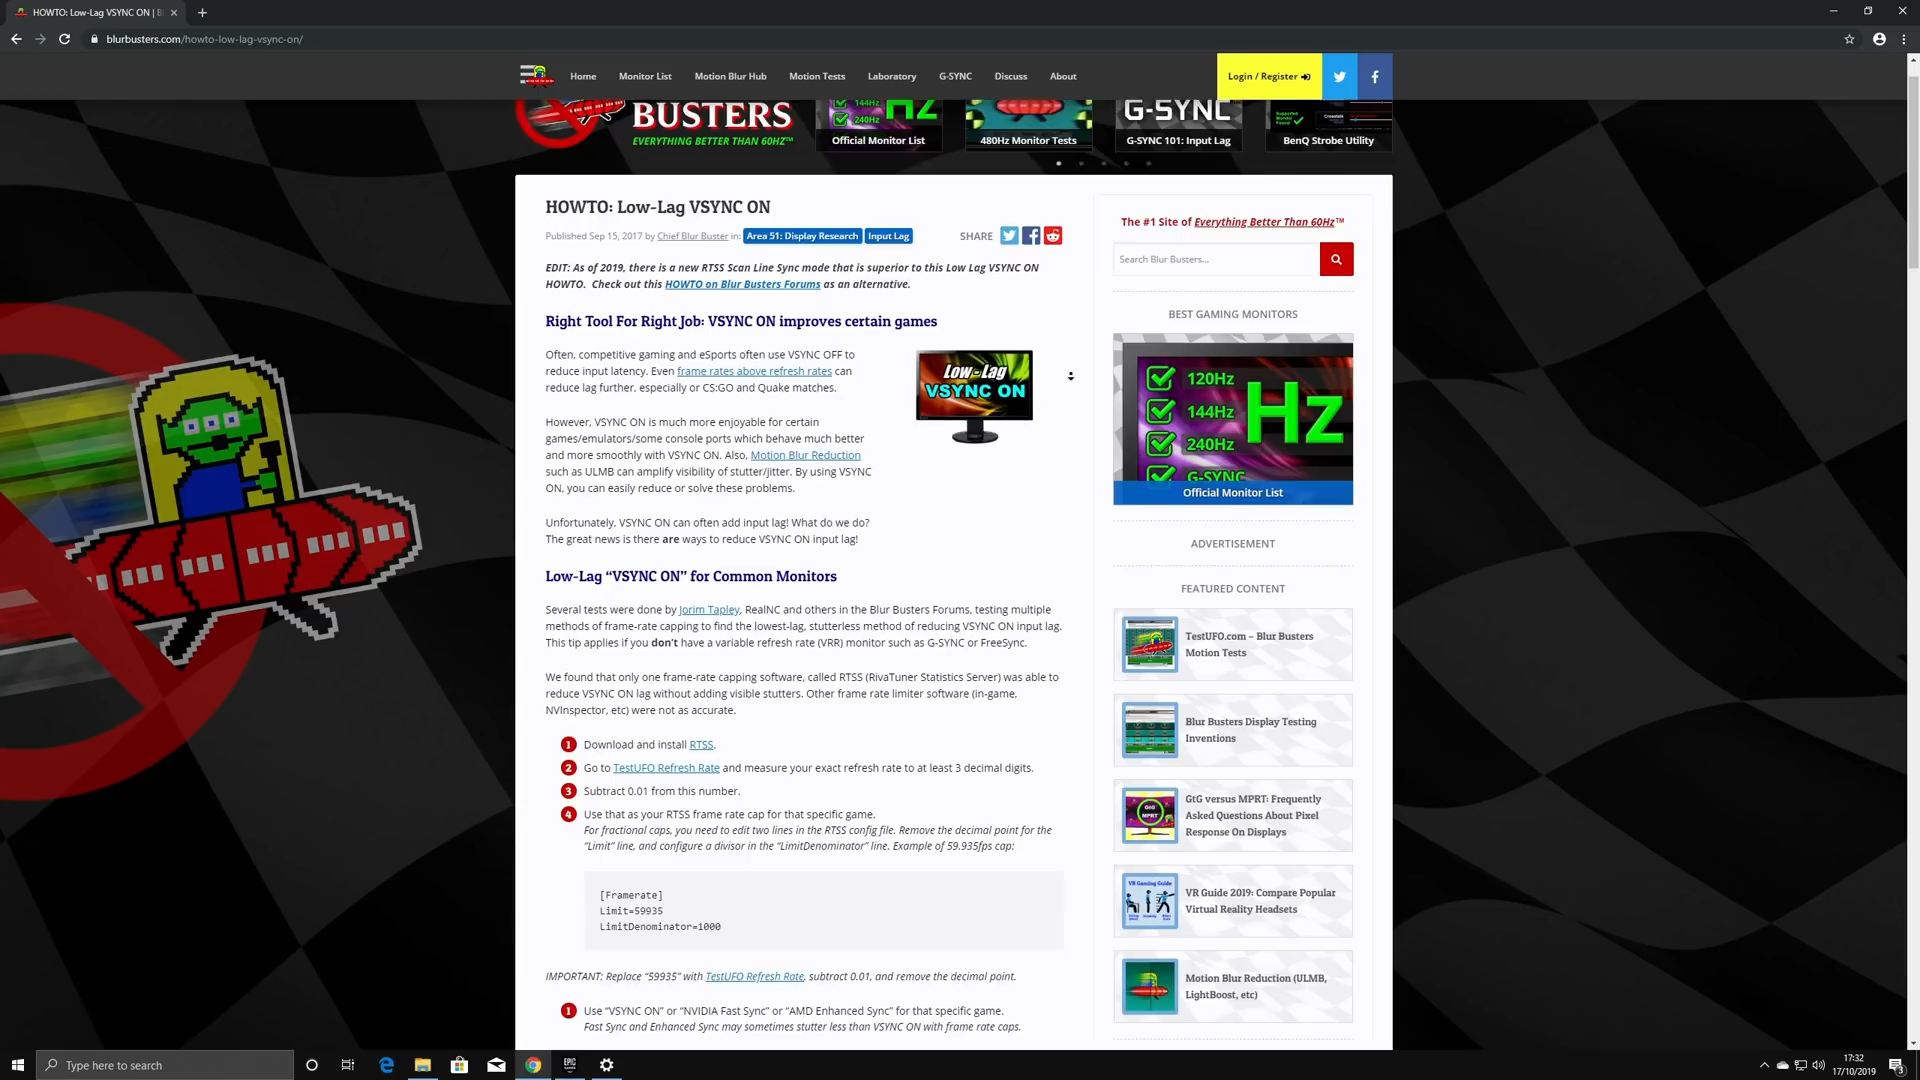 HOWTO: Low-Lag VSYNC ON | B
blurbusters.com/howto-low-lag-vsync-on/
Home
Monitor List
Motion Blur Hub
Motion Tests
Laboratory
G-SYNC
Discuss
About
Login / Register
BUSTERS
EVERYTHING BETTER THAN 60HZ™
144Hz
240Hz
Hz
Official Monitor List
480Hz Monitor Tests
G-SYNC
G-SYNC 101: Input Lag
BenQ Strobe Utility
HOWTO: Low-Lag VSYNC ON
Published Sep 15, 2017 by Chief Blur Buster in: Area 51: Display Research Input Lag
SHARE
EDIT: As of 2019, there is a new RTSS Scan Line Sync mode that is superior to this Low Lag VSYNC ON
HOWTO. Check out this HOWTO on Blur Busters Forums as an alternative.
Right Tool For Right Job: VSYNC ON improves certain games
Often, competitive gaming and eSports often use VSYNC OFF to
reduce input latency. Even frame rates above refresh rates can
reduce lag further, especially or CS:GO and Quake matches.
Low-Lag
VSYNC ON
However, VSYNC ON is much more enjoyable for certain
games/emulators/some console ports which behave much better
and more smoothly with VSYNC ON. Also, Motion Blur Reduction
such as ULMB can amplify visibility of stutter/jitter. By using VSYNC
ON, you can easily reduce or solve these problems.
Unfortunately, VSYNC ON can often add input lag! What do we do?
The great news is there are ways to reduce VSYNC ON input lag!
Low-Lag “VSYNC ON” for Common Monitors
Several tests were done by Jorim Tapley, RealNC and others in the Blur Busters Forums, testing multiple
methods of frame-rate capping to find the lowest-lag, stutterless method of reducing VSYNC ON input lag.
This tip applies if you don’t have a variable refresh rate (VRR) monitor such as G-SYNC or FreeSync.
We found that only one frame-rate capping software, called RTSS (RivaTuner Statistics Server) was able to
reduce VSYNC ON lag without adding visible stutters. Other frame rate limiter software (in-game,
NVInspector, etc) were not as accurate.
1 Download and install RTSS.
2 Go to TestUFO Refresh Rate and measure your exact refresh rate to at least 3 decimal digits.
3 Subtract 0.01 from this number.
4 Use that as your RTSS frame rate cap for that specific game.
For fractional caps, you need to edit two lines in the RTSS config file. Remove the decimal point for the
“Limit” line, and configure a divisor in the “LimitDenominator” line. Example of 59.935fps cap:
[Framerate]
Limit=59935
LimitDenominator=1000
IMPORTANT: Replace “59935” with TestUFO Refresh Rate, subtract 0.01, and remove the decimal point.
1 Use “VSYNC ON” or “NVIDIA Fast Sync” or “AMD Enhanced Sync” for that specific game.
Fast Sync and Enhanced Sync may sometimes stutter less than VSYNC ON with frame rate caps.
The #1 Site of Everything Better Than 60Hz™
Search Blur Busters...
BEST GAMING MONITORS
120Hz
144Hz
240Hz
G-SYNC
Hz
Official Monitor List
ADVERTISEMENT
FEATURED CONTENT
TestUFO.com – Blur Busters
Motion Tests
Blur Busters Display Testing
Inventions
GtG
MPRT
GtG versus MPRT: Frequently
Asked Questions About Pixel
Response On Displays
VR Gaming Guide
VR Guide 2019: Compare Popular
Virtual Reality Headsets
Motion Blur Reduction (ULMB,
LightBoost, etc)
Type here to search
EPIC
GAMES
17:32
17/10/2019
3